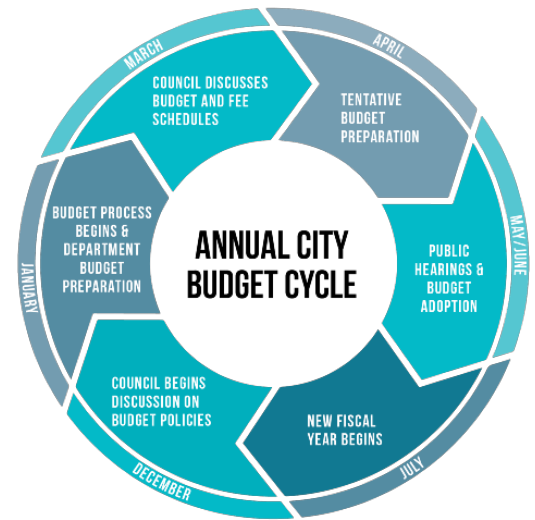 ANNUAL CITY
BUDGET CYCLE
JANUARY
BUDGET PROCESS
BEGINS &
DEPARTMENT
BUDGET
PREPARATION
MARCH
COUNCIL DISCUSSES
BUDGET AND FEE
SCHEDULES
APRIL
TENTATIVE
BUDGET
PREPARATION
MAY/JUNE
PUBLIC
HEARINGS &
BUDGET
ADOPTION
JULY
NEW FISCAL
YEAR BEGINS
DECEMBER
COUNCIL BEGINS
DISCUSSION ON
BUDGET POLICIES